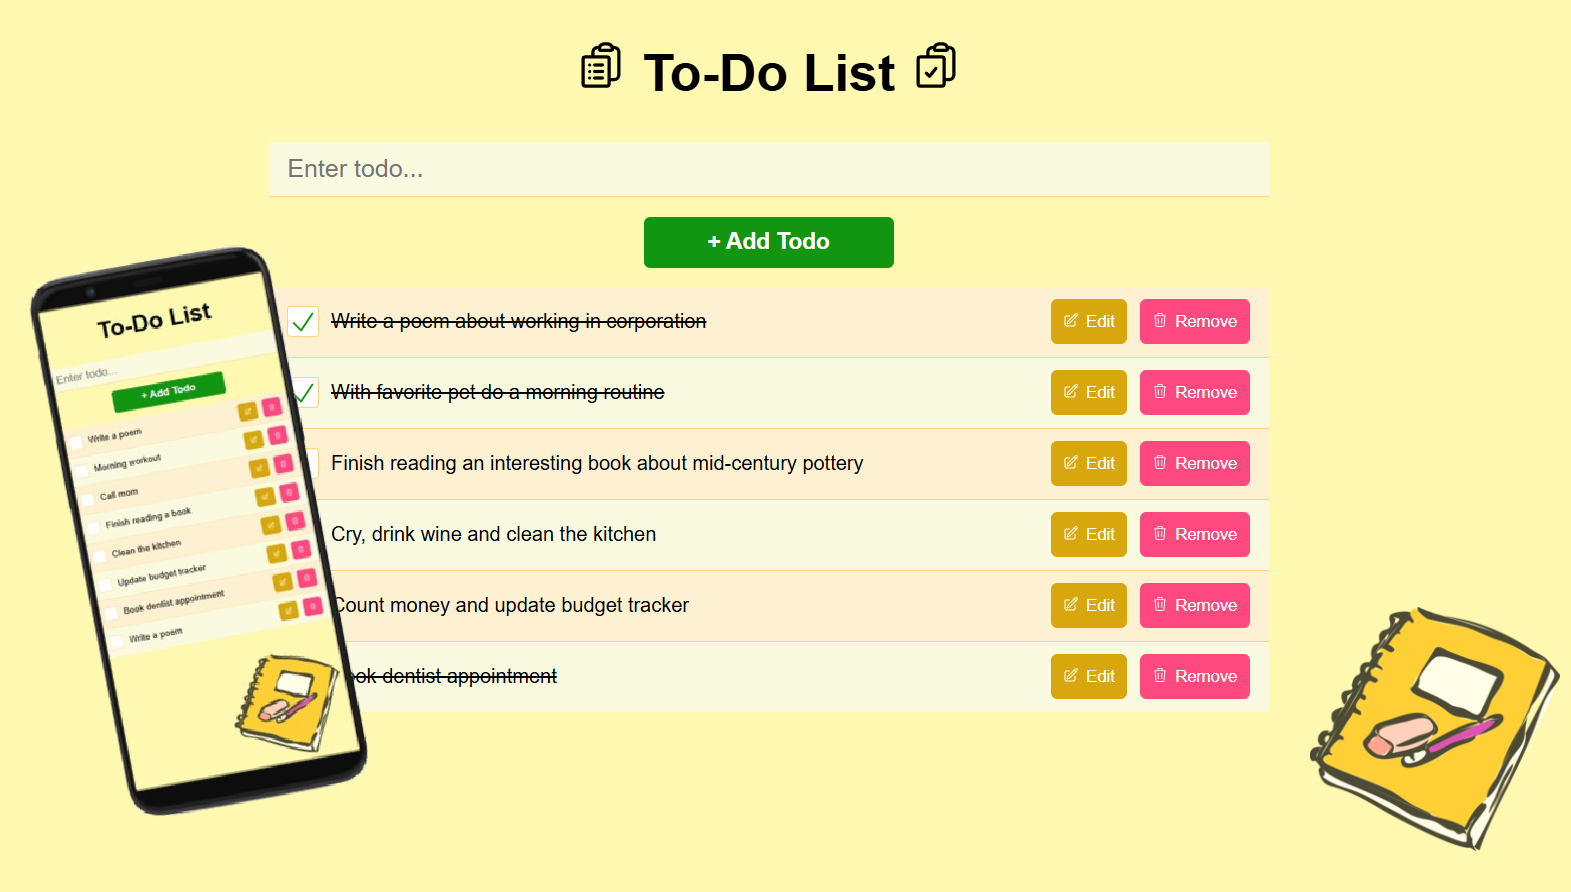 To-Do List
Enter todo...
+ Add Todo
Write a poem about working in corporation
Edit
Remove
With favorite pet do a morning routine
Edit
Remove
Finish reading an interesting book about mid-century pottery
Edit
Remove
Cry, drink wine and clean the kitchen
Edit
Remove
Count money and update budget tracker
Edit
Remove
ook dentist appointment
Edit
Remove
To-Do List
Enter todo...
+ Add Todo
Write a poem
Morning workout
Call mom
Finish reading a book
Clean the kitchen
Update budget tracker
Book dentist appointment
Write a poem